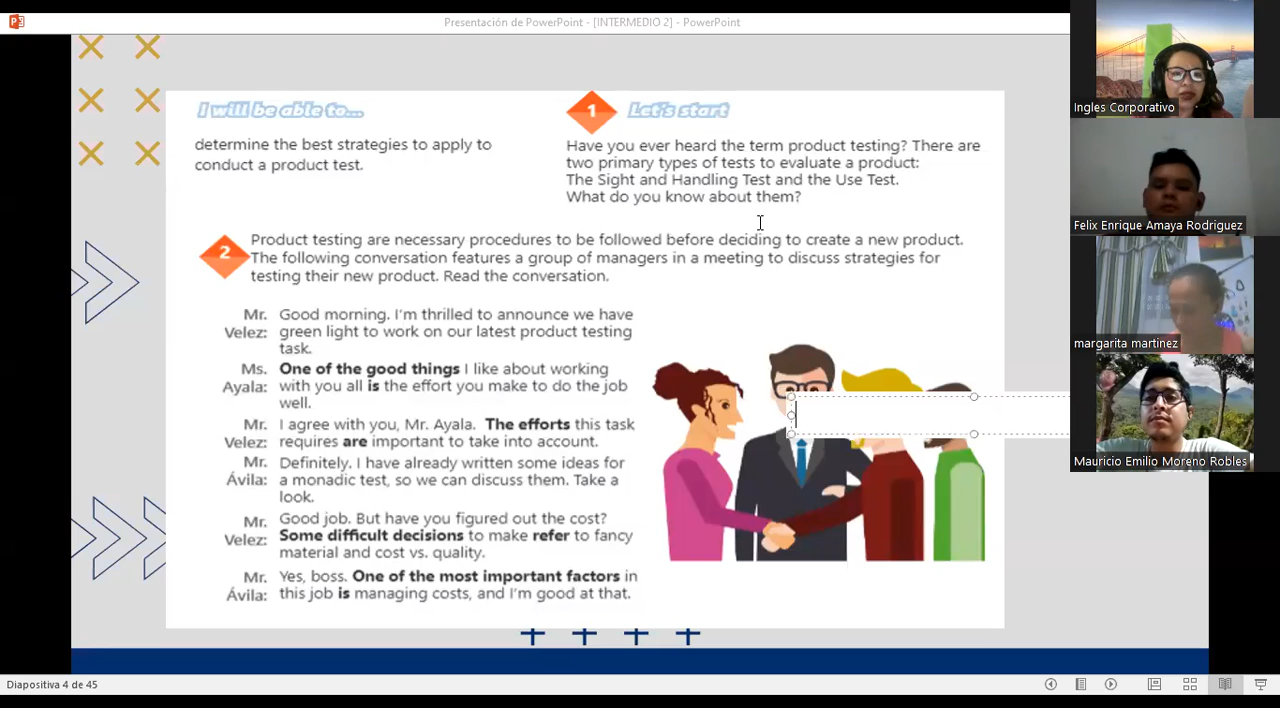 Presentación de PowerPoint - [INTERMEDIO 2] - PowerPoint
I will be able to...
determine the best strategies to apply to
conduct a product test.
1 Let's start
Have you ever heard the term product testing? There are
two primary types of tests to evaluate a product:
The Sight and Handling Test and the Use Test.
What do you know about them?
2 Product testing are necessary procedures to be followed before deciding to create a new product.
The following conversation features a group of managers in a meeting to discuss strategies for
testing their new product. Read the conversation.
Mr. Good morning. I'm thrilled to announce we have
Velez: green light to work on our latest product testing
task.
Ms. One of the good things I like about working
Ayala: with you all is the effort you make to do the job
well.
Mr. I agree with you, Mr. Ayala. The efforts this task
Velez: requires are important to take into account.
Mr. Definitely. I have already written some ideas for
Ávila: a monadic test, so we can discuss them. Take a
look.
Mr. Good job. But have you figured out the cost?
Velez: Some difficult decisions to make refer to fancy
material and cost vs. quality.
Mr. Yes, boss. One of the most important factors in
Ávila: this job is managing costs, and I'm good at that.
Ingles Corporativo
Felix Enrique Amaya Rodriguez
margarita martinez
Mauricio Emilio Moreno Robles
Diapositiva 4 de 45